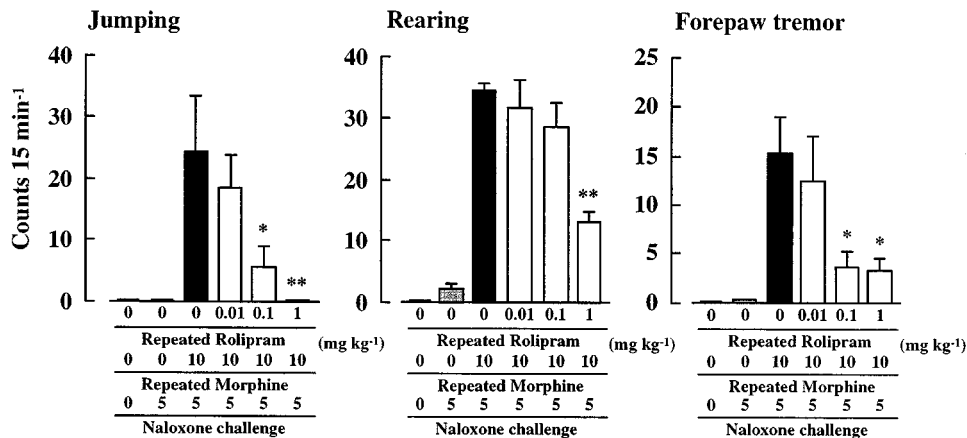 Jumping
Rearing
Forepaw tremor
Counts 15 min-1
40
30
20
10
0
*
**
0 0 0 0.01 0.1 1
Repeated Rolipram
(mg kg-1)
0 0 10 10 10 10
Repeated Morphine
0 5 5 5 5 5
Naloxone challenge
40
30
20
10
0
**
0 0 0 0.01 0.1 1
Repeated Rolipram
(mg kg-1)
0 0 10 10 10 10
Repeated Morphine
0 5 5 5 5 5
Naloxone challenge
25
20
15
10
5
0
*
*
0 0 0 0.01 0.1 1
Repeated Rolipram
(mg kg-1)
0 0 10 10 10 10
Repeated Morphine
0 5 5 5 5 5
Naloxone challenge